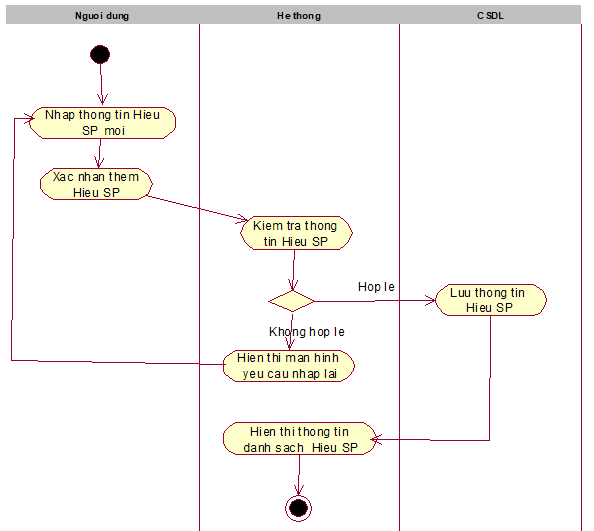 Nguoi dung
He thong
CSDL
Nhap thong tin Hieu
SP moi
Xac nhan them
Hieu SP
Kiem tra thong
tin Hieu SP
Hop le
Luu thong tin
Hieu SP
Khong hop le
Hien thi man hinh
yeu cau nhap lai
Hien thi thong tin
danh sach Hieu SP